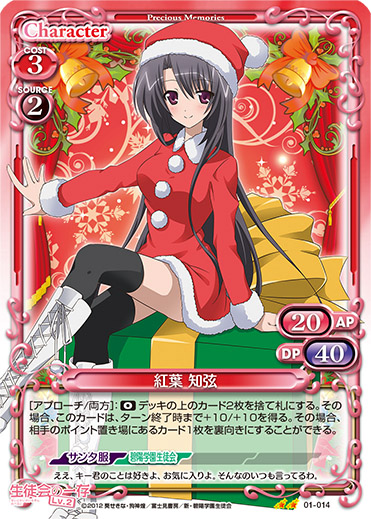 Precious Memories
Character
COST
3
SOURCE
2
20 AP
DP 40
紅葉 知弦
[アプローチ/両方]:デッキの上のカード2枚を捨て札にする。その
場合、このカードは、ターン終了時まで+10/+10を得る。その場合、
相手のポイント置き場にあるカード1枚を裏向きにすることができる。
サンタ服 碧陽学園生徒会
ええ、キー君のことは好きよ、お気に入りよ。そんなのいつも言ってるわ。
生徒会の一存
Lv.2
©2012 葵せきな・狗神煌/富士見書房/新・碧陽学園生徒会
01-014